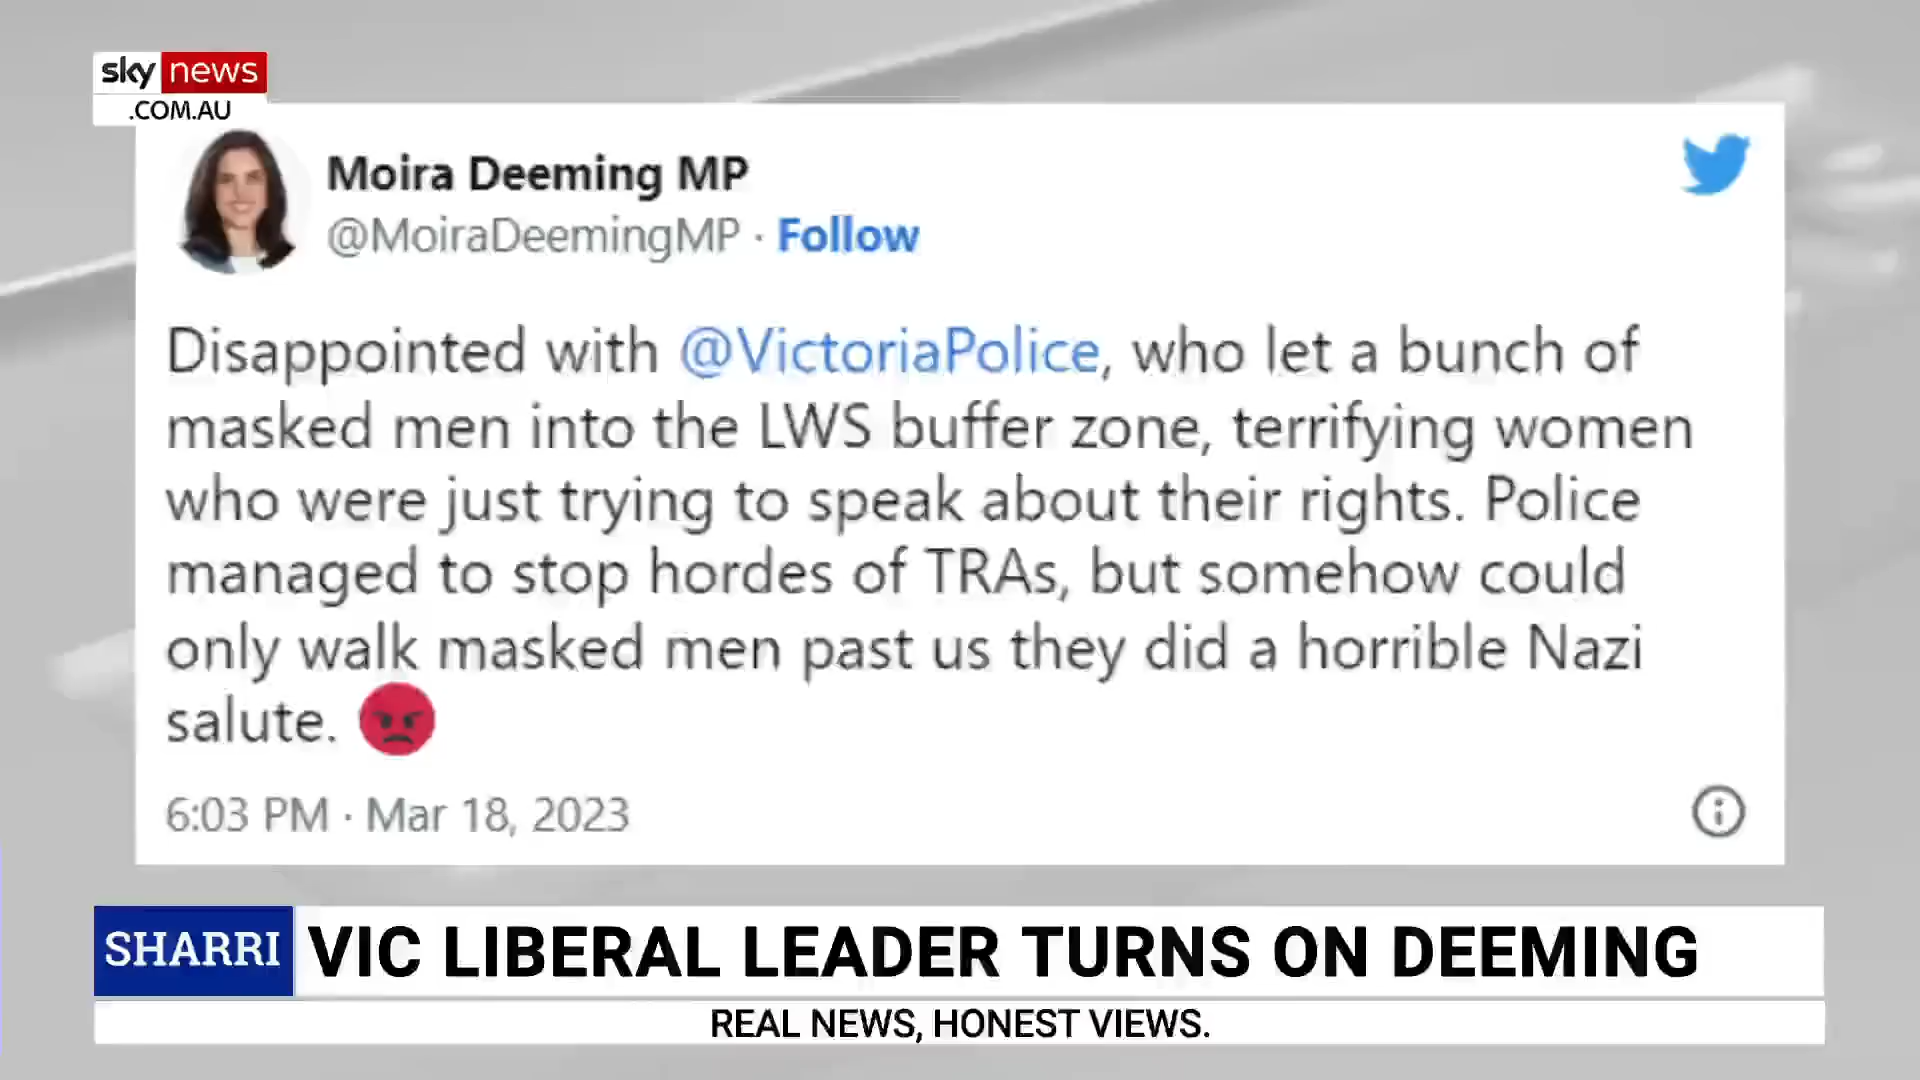 sky news
.COM.AU
Moira Deeming MP
@MoiraDeemingMP · Follow
Disappointed with @VictoriaPolice, who let a bunch of
masked men into the LWS buffer zone, terrifying women
who were just trying to speak about their rights. Police
managed to stop hordes of TRAs, but somehow could
only walk masked men past us they did a horrible Nazi
salute. 😡
6:03 PM · Mar 18, 2023
SHARRI VIC LIBERAL LEADER TURNS ON DEEMING
REAL NEWS, HONEST VIEWS.